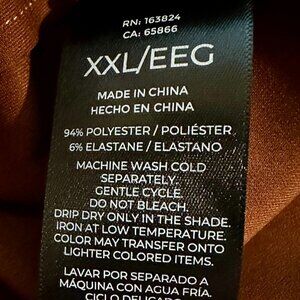 RN: 163824
CA: 65866
XXL/EEG
MADE IN CHINA
HECHO EN CHINA
94% POLYESTER / POLIÉSTER
6% ELASTANE / ELASTANO
MACHINE WASH COLD
SEPARATELY.
GENTLE CYCLE.
DO NOT BLEACH.
DRIP DRY ONLY IN THE SHADE.
IRON AT LOW TEMPERATURE.
COLOR MAY TRANSFER ONTO
LIGHTER COLORED ITEMS.
LAVAR POR SEPARADO A
MÁQUINA CON AGUA FRÍA
CICLO DELICADO